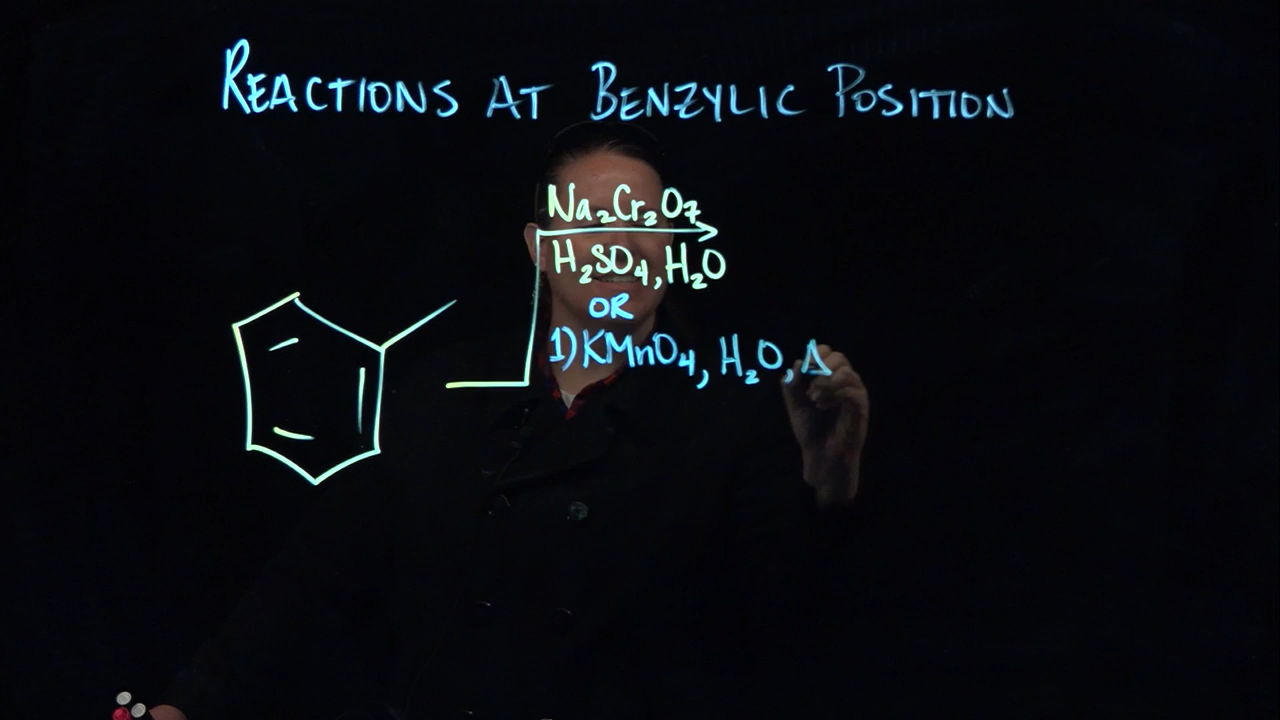 REACTIONS AT BENZYLIC POSITION
Na₂Cr₂O₇
H₂SO₄, H₂O
OR
1) KMnO₄, H₂O, Δ